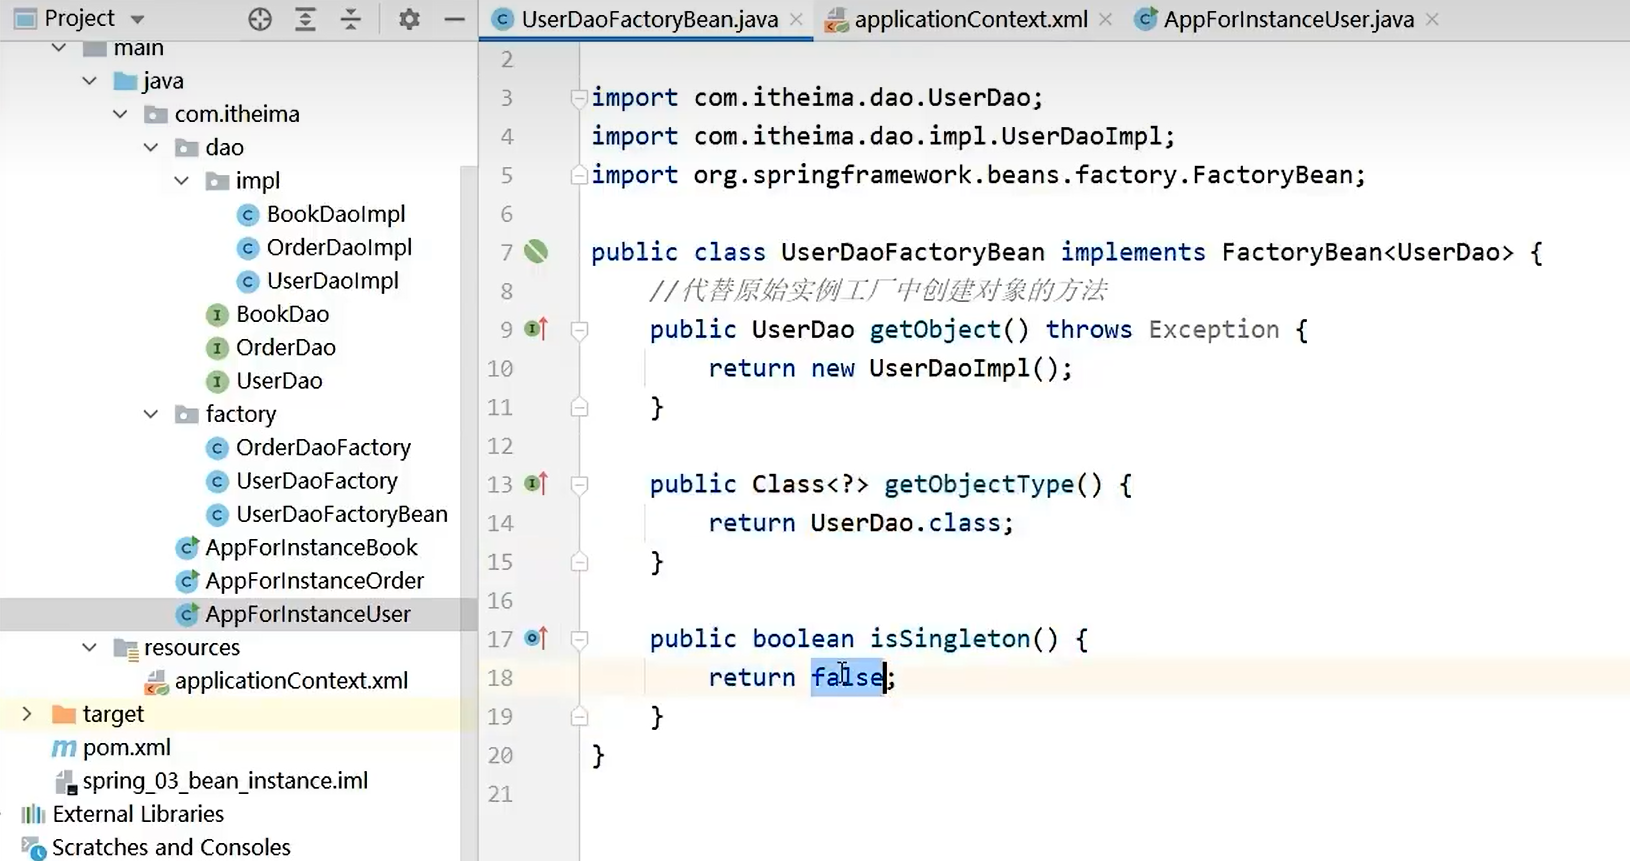 Project
main
java
com.itheima
dao
impl
BookDaoImpl
OrderDaoImpl
UserDaoImpl
BookDao
OrderDao
UserDao
factory
OrderDaoFactory
UserDaoFactory
UserDaoFactoryBean
AppForInstanceBook
AppForInstanceOrder
AppForInstanceUser
resources
applicationContext.xml
target
pom.xml
spring_03_bean_instance.iml
External Libraries
Scratches and Consoles
UserDaoFactoryBean.java applicationContext.xml AppForInstanceUser.java
2
3 import com.itheima.dao.UserDao;
4 import com.itheima.dao.impl.UserDaoImpl;
5 import org.springframework.beans.factory.FactoryBean;
6
7 public class UserDaoFactoryBean implements FactoryBean<UserDao> {
8 //代替原始实例工厂中创建对象的方法
9 public UserDao getObject() throws Exception {
10 return new UserDaoImpl();
11 }
12
13 public Class<?> getObjectType() {
14 return UserDao.class;
15 }
16
17 public boolean isSingleton() {
18 return false;
19 }
20 }
21